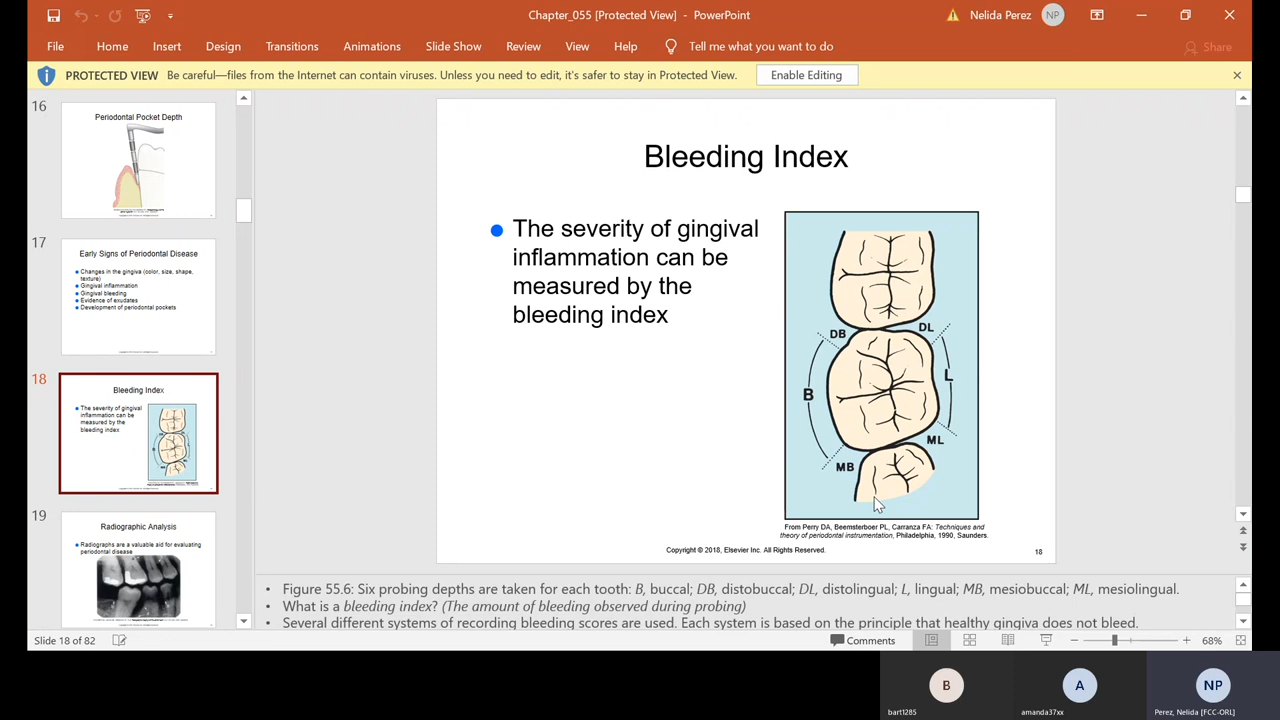 Chapter_055 [Protected View] - PowerPoint
Nelida Perez
NP
File Home Insert Design Transitions Animations Slide Show Review View Help Tell me what you want to do Share
PROTECTED VIEW Be careful—files from the Internet can contain viruses. Unless you need to edit, it's safer to stay in Protected View. Enable Editing
16
Periodontal Pocket Depth
17
Early Signs of Periodontal Disease
Changes in the gingiva (color, size, shape,
texture)
Gingival inflammation
Gingival bleeding
Evidence of exudates
Development of periodontal pockets
18
Bleeding Index
The severity of gingival
inflammation can be
measured by the
bleeding index
19
Radiographic Analysis
Radiographs are a valuable aid for evaluating
periodontal disease
Bleeding Index
The severity of gingival
inflammation can be
measured by the
bleeding index
DB
DL
B
L
ML
MB
From Perry DA, Beemsterboer PL, Carranza FA: Techniques and
theory of periodontal instrumentation, Philadelphia, 1990, Saunders.
Copyright © 2018, Elsevier Inc. All Rights Reserved.
18
• Figure 55.6: Six probing depths are taken for each tooth: B, buccal; DB, distobuccal; DL, distolingual; L, lingual; MB, mesiobuccal; ML, mesiolingual.
• What is a bleeding index? (The amount of bleeding observed during probing)
• Several different systems of recording bleeding scores are used. Each system is based on the principle that healthy gingiva does not bleed.
Slide 18 of 82
Comments
68%
B
A
NP
bart1285
amanda37xx
Perez, Nelida [FCC-ORL]